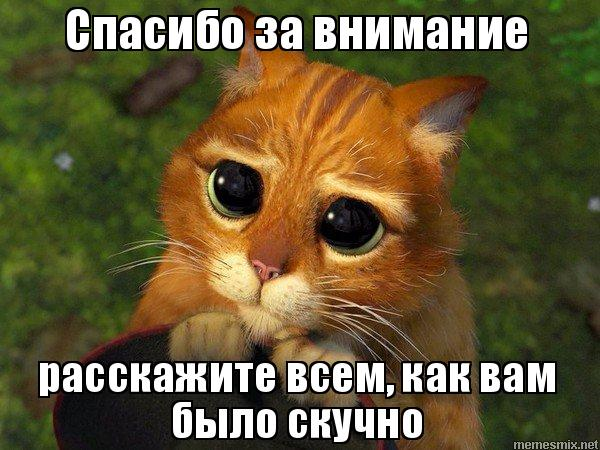 Спасибо за внимание
расскажите всем, как вам
было скучно
memesmix.net